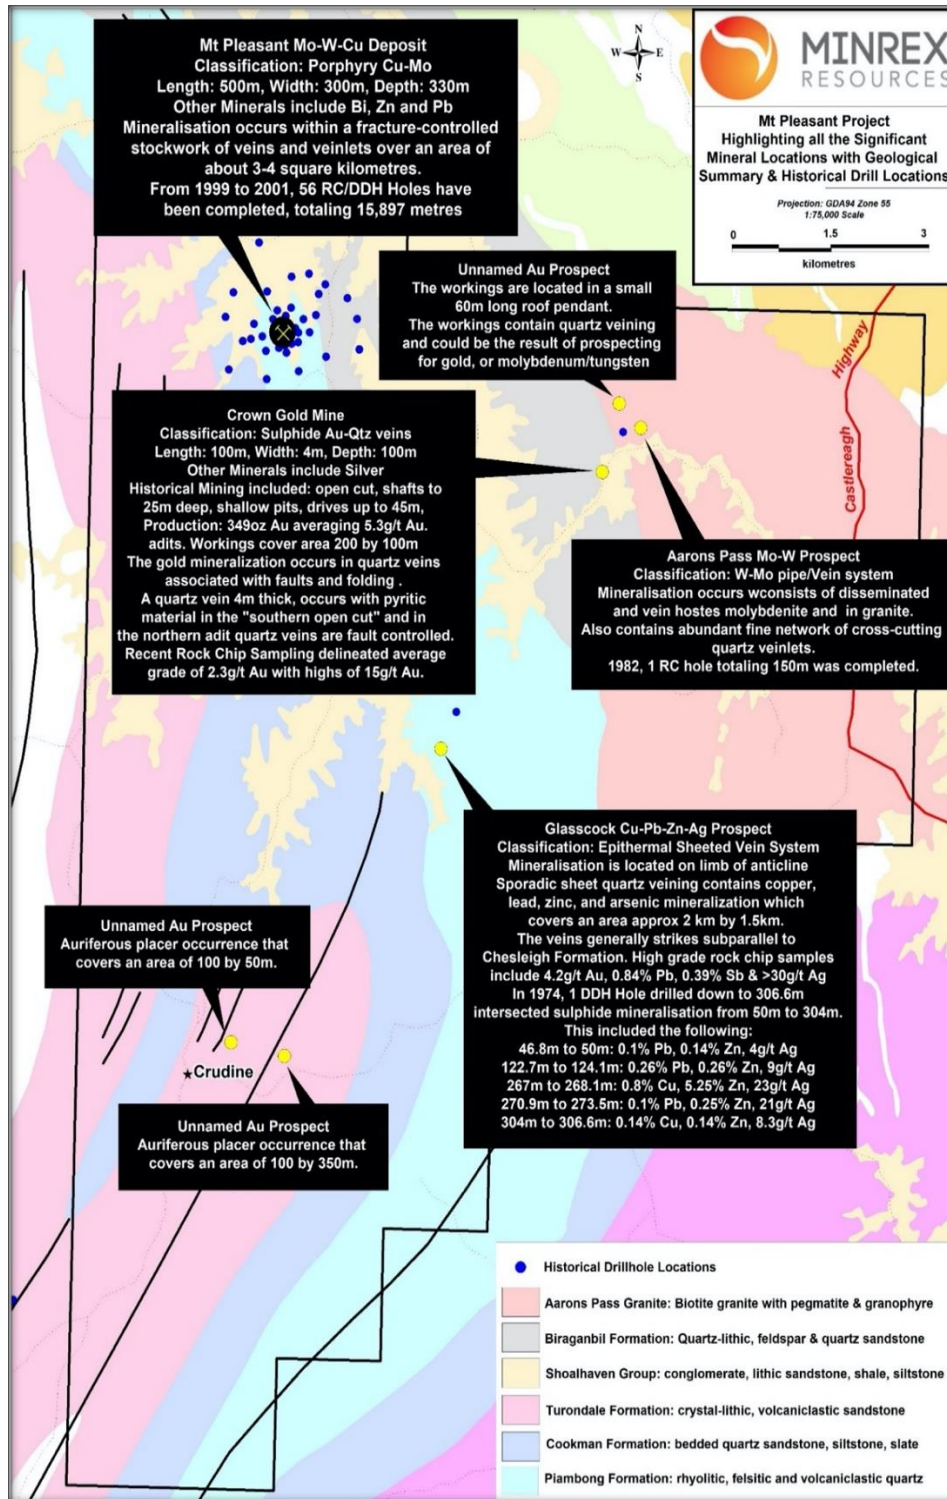 Mt Pleasant Mo-W-Cu Deposit
Classification: Porphyry Cu-Mo
Length: 500m, Width: 300m, Depth: 330m
Other Minerals include Bi, Zn and Pb
Mineralisation occurs within a fracture-controlled
stockwork of veins and veinlets over an area of
about 3-4 square kilometres.
From 1999 to 2001, 56 RC/DDH Holes have
been completed, totaling 15,897 metres
N
W E
S
MINREX
RESOURCES
Mt Pleasant Project
Highlighting all the Significant
Mineral Locations with Geological
Summary & Historical Drill Locations
Projection: GDA94 Zone 55
1:75,000 Scale
0 1.5 3
kilometres
Unnamed Au Prospect
The workings are located in a small
60m long roof pendant.
The workings contain quartz veining
and could be the result of prospecting
for gold, or molybdenum/tungsten
Highway
Castlereagh
Crown Gold Mine
Classification: Sulphide Au-Qtz veins
Length: 100m, Width: 4m, Depth: 100m
Other Minerals include Silver
Historical Mining included: open cut, shafts to
25m deep, shallow pits, drives up to 45m,
Production: 349oz Au averaging 5.3g/t Au.
adits. Workings cover area 200 by 100m
The gold mineralization occurs in quartz veins
associated with faults and folding .
A quartz vein 4m thick, occurs with pyritic
material in the "southern open cut" and in
the northern adit quartz veins are fault controlled.
Recent Rock Chip Sampling delineated average
grade of 2.3g/t Au with highs of 15g/t Au.
Aarons Pass Mo-W Prospect
Classification: W-Mo pipe/Vein system
Mineralisation occurs wconsists of disseminated
and vein hostes molybdenite and in granite.
Also contains abundant fine network of cross-cutting
quartz veinlets.
1982, 1 RC hole totaling 150m was completed.
Glasscock Cu-Pb-Zn-Ag Prospect
Classification: Epithermal Sheeted Vein System
Mineralisation is located on limb of anticline
Sporadic sheet quartz veining contains copper,
lead, zinc, and arsenic mineralization which
covers an area approx 2 km by 1.5km.
The veins generally strikes subparallel to
Chesleigh Formation. High grade rock chip samples
include 4.2g/t Au, 0.84% Pb, 0.39% Sb & >30g/t Ag
In 1974, 1 DDH Hole drilled down to 306.6m
intersected sulphide mineralisation from 50m to 304m.
This included the following:
46.8m to 50m: 0.1% Pb, 0.14% Zn, 4g/t Ag
122.7m to 124.1m: 0.26% Pb, 0.26% Zn, 9g/t Ag
267m to 268.1m: 0.8% Cu, 5.25% Zn, 23g/t Ag
270.9m to 273.5m: 0.1% Pb, 0.25% Zn, 21g/t Ag
304m to 306.6m: 0.14% Cu, 0.14% Zn, 8.3g/t Ag
Unnamed Au Prospect
Auriferous placer occurrence that
covers an area of 100 by 50m.
Crudine
Unnamed Au Prospect
Auriferous placer occurrence that
covers an area of 100 by 350m.
Historical Drillhole Locations
Aarons Pass Granite: Biotite granite with pegmatite & granophyre
Biraganbil Formation: Quartz-lithic, feldspar & quartz sandstone
Shoalhaven Group: conglomerate, lithic sandstone, shale, siltstone
Turondale Formation: crystal-lithic, volcaniclastic sandstone
Cookman Formation: bedded quartz sandstone, siltstone, slate
Piambong Formation: rhyolitic, felsitic and volcaniclastic quartz